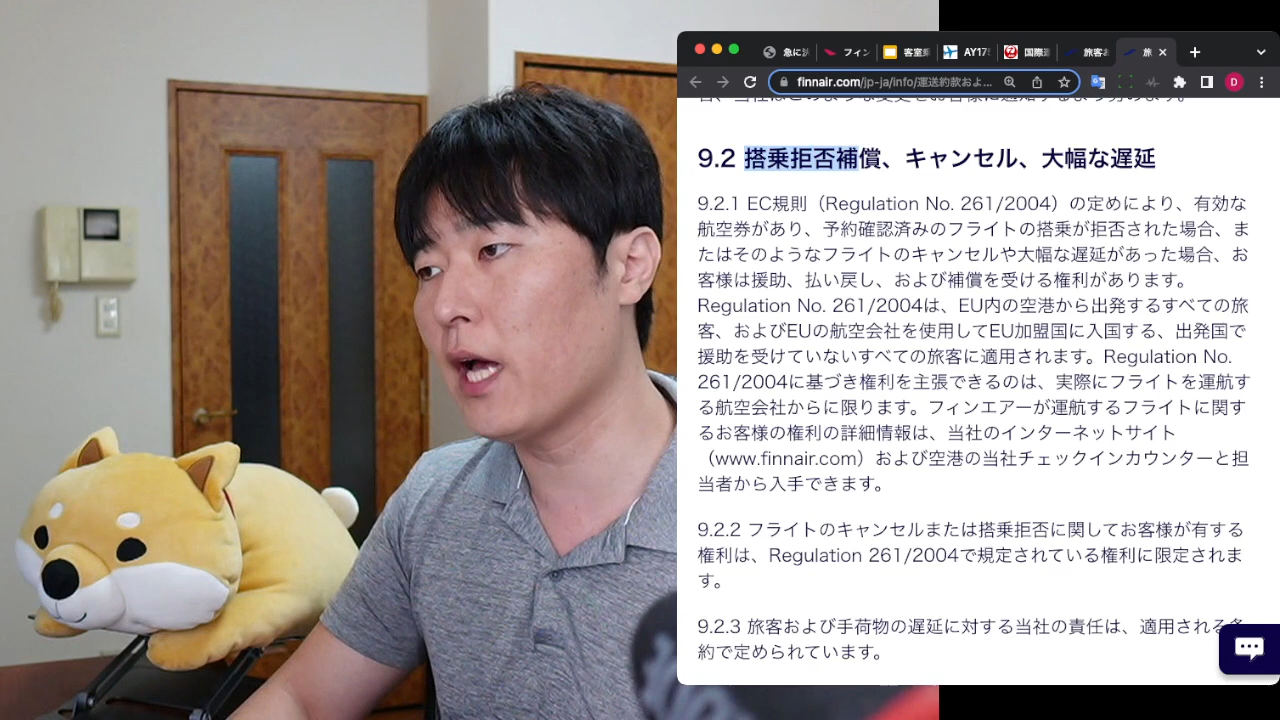 急に決
フィン
客室乗
AY17
国際運
旅客お
旅
finnair.com/jp-ja/info/運送約款およ...
D
9.2 搭乗拒否補償、キャンセル、大幅な遅延
9.2.1 EC規則（Regulation No. 261/2004）の定めにより、有効な
航空券があり、予約確認済みのフライトの搭乗が拒否された場合、ま
たはそのようなフライトのキャンセルや大幅な遅延があった場合、お
客様は援助、払い戻し、および補償を受ける権利があります。
Regulation No. 261/2004は、EU内の空港から出発するすべての旅
客、およびEUの航空会社を使用してEU加盟国に入国する、出発国で
援助を受けていないすべての旅客に適用されます。Regulation No.
261/2004に基づき権利を主張できるのは、実際にフライトを運航す
る航空会社からに限ります。フィンエアーが運航するフライトに関す
るお客様の権利の詳細情報は、当社のインターネットサイト
（www.finnair.com）および空港の当社チェックインカウンターと担
当者から入手できます。
9.2.2 フライトのキャンセルまたは搭乗拒否に関してお客様が有する
権利は、Regulation 261/2004で規定されている権利に限定されま
す。
9.2.3 旅客および手荷物の遅延に対する当社の責任は、適用される条
約で定められています。